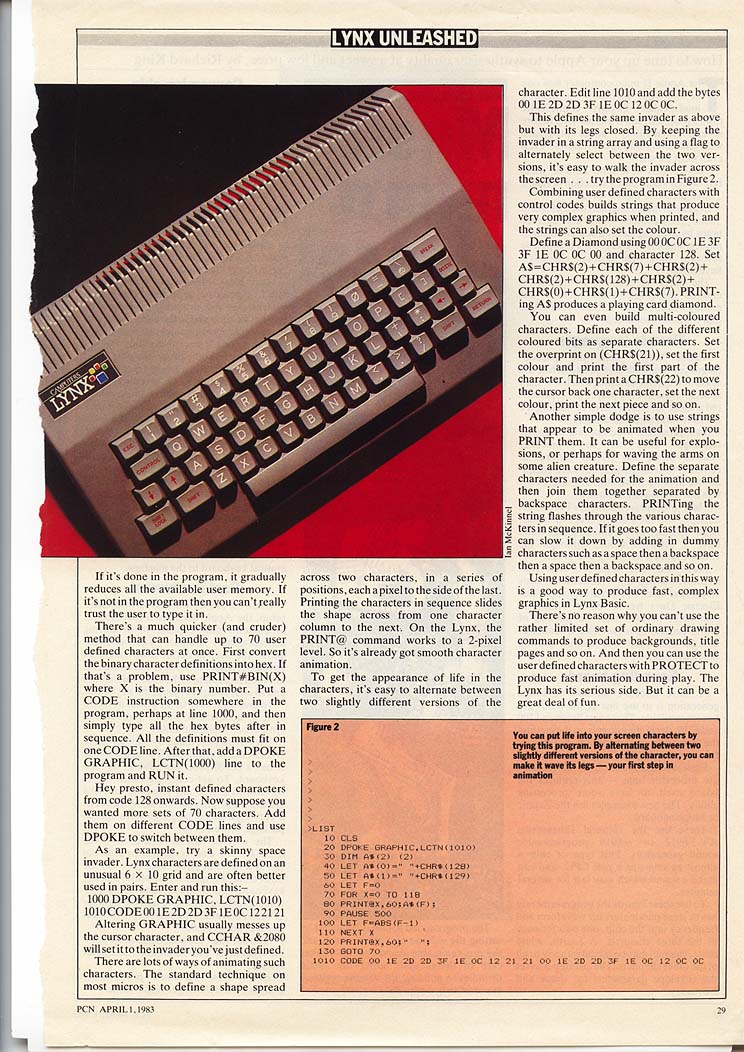 LYNX UNLEASHED
COMPUTERS
LYNX
ESC
BREAK
CONTROL
DELETE
RETURN
SHIFT
SHIFT
SHIFT
LOCK
Q W E R T Y U I O P [ ]
A S D F G H J K L
Z X C V B N M
Ian McKinnel
If it's done in the program, it gradually
reduces all the available user memory. If
it's not in the program then you can't really
trust the user to type it in.
There's a much quicker (and cruder)
method that can handle up to 70 user
defined characters at once. First convert
the binary character definitions into hex. If
that's a problem, use PRINT#BIN(X)
where X is the binary number. Put a
CODE instruction somewhere in the
program, perhaps at line 1000, and then
simply type all the hex bytes after in
sequence. All the definitions must fit on
one CODE line. After that, add a DPOKE
GRAPHIC, LCTN(1000) line to the
program and RUN it.
Hey presto, instant defined characters
from code 128 onwards. Now suppose you
wanted more sets of 70 characters. Add
them on different CODE lines and use
DPOKE to switch between them.
As an example, try a skinny space
invader. Lynx characters are defined on an
unusual 6 × 10 grid and are often better
used in pairs. Enter and run this:–
1000 DPOKE GRAPHIC, LCTN(1010)
1010 CODE 00 1E 2D 2D 3F 1E 0C 12 21 21
Altering GRAPHIC usually messes up
the cursor character, and CCHAR &2080
will set it to the invader you've just defined.
There are lots of ways of animating such
characters. The standard technique on
most micros is to define a shape spread
across two characters, in a series of
positions, each a pixel to the side of the last.
Printing the characters in sequence slides
the shape across from one character
column to the next. On the Lynx, the
PRINT@ command works to a 2-pixel
level. So it's already got smooth character
animation.
To get the appearance of life in the
characters, it's easy to alternate between
two slightly different versions of the
character. Edit line 1010 and add the bytes
00 1E 2D 2D 3F 1E 0C 12 0C 0C.
This defines the same invader as above
but with its legs closed. By keeping the
invader in a string array and using a flag to
alternately select between the two ver-
sions, it's easy to walk the invader across
the screen . . . try the program in Figure 2.
Combining user defined characters with
control codes builds strings that produce
very complex graphics when printed, and
the strings can also set the colour.
Define a Diamond using 00 0C 0C 1E 3F
3F 1E 0C 0C 00 and character 128. Set
A$=CHR$(2)+CHR$(7)+CHR$(2)+
CHR$(2)+CHR$(128)+CHR$(2)+
CHR$(0)+CHR$(1)+CHR$(7). PRINT-
ing A$ produces a playing card diamond.
You can even build multi-coloured
characters. Define each of the different
coloured bits as separate characters. Set
the overprint on (CHR$(21)), set the first
colour and print the first part of the
character. Then print a CHR$(22) to move
the cursor back one character, set the next
colour, print the next piece and so on.
Another simple dodge is to use strings
that appear to be animated when you
PRINT them. It can be useful for explo-
sions, or perhaps for waving the arms on
some alien creature. Define the separate
characters needed for the animation and
then join them together separated by
backspace characters. PRINTing the
string flashes through the various charac-
ters in sequence. If it goes too fast then you
can slow it down by adding in dummy
characters such as a space then a backspace
then a space then a backspace and so on.
Using user defined characters in this way
is a good way to produce fast, complex
graphics in Lynx Basic.
There's no reason why you can't use the
rather limited set of ordinary drawing
commands to produce backgrounds, title
pages and so on. And then you can use the
user defined characters with PROTECT to
produce fast animation during play. The
Lynx has its serious side. But it can be a
great deal of fun.
Figure 2
You can put life into your screen characters by
trying this program. By alternating between two
slightly different versions of the character, you can
make it wave its legs — your first step in
animation
>
>
>
>
>
>
>LIST
10 CLS
20 DPOKE GRAPHIC,LCTN(1010)
30 DIM A$(2) (2)
40 LET A$(0)=" "+CHR$(128)
50 LET A$(1)=" "+CHR$(129)
60 LET F=0
70 FOR X=0 TO 118
80 PRINT@X,60;A$(F);
90 PAUSE 500
100 LET F=ABS(F-1)
110 NEXT X
120 PRINT@X,60;"  ";
130 GOTO 70
1010 CODE 00 1E 2D 2D 3F 1E 0C 12 21 21 00 1E 2D 2D 3F 1E 0C 12 0C 0C
PCN APRIL 1, 1983
29